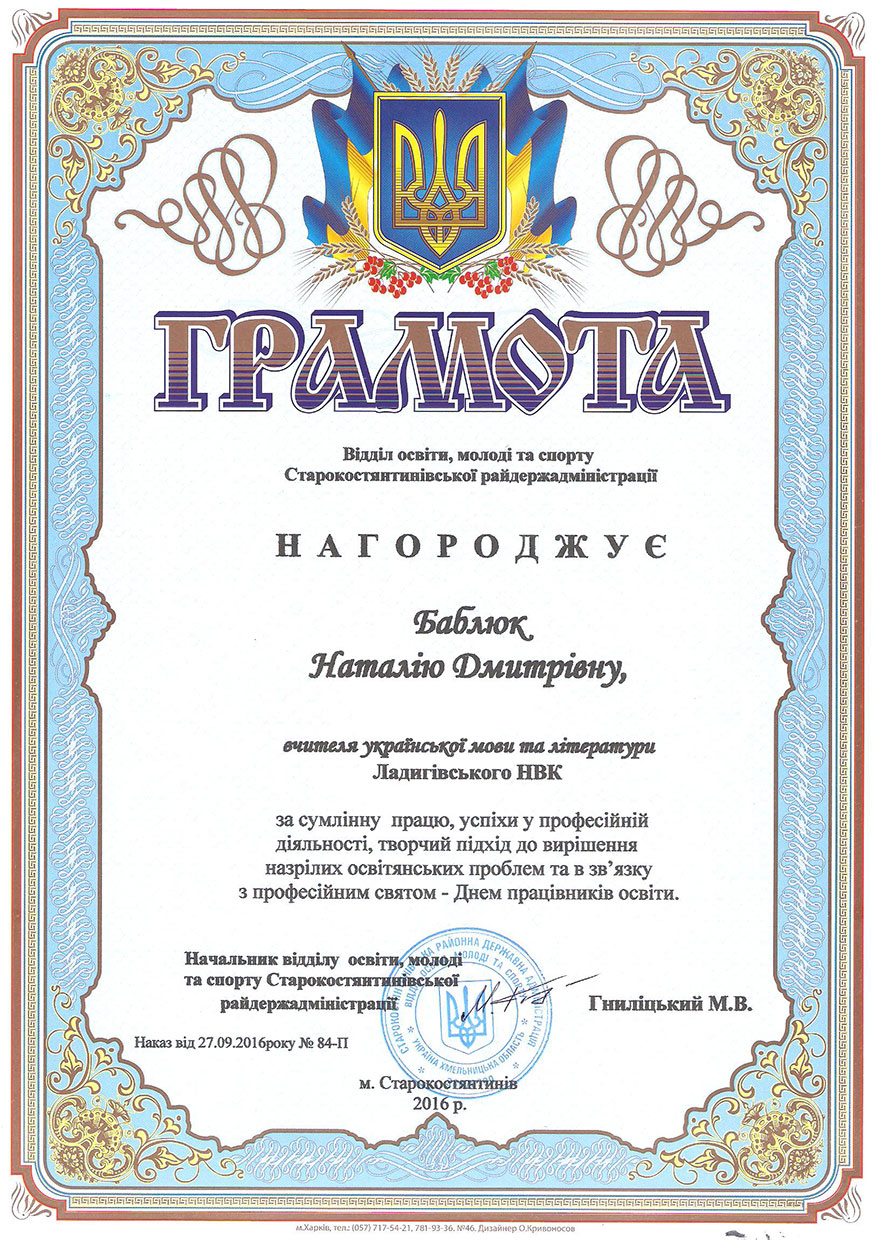 ГРАМОТА
Відділ освіти, молоді та спорту
Старокостянтинівської райдержадміністрації
НАГОРОДЖУЄ
Баблюк
Наталію Дмитрівну,
вчителя української мови та літератури
Ладигівського НВК
за сумлінну працю, успіхи у професійній
діяльності, творчий підхід до вирішення
назрілих освітянських проблем та в зв’язку
з професійним святом - Днем працівників освіти.
Начальник відділу освіти, молоді
та спорту Старокостянтинівської
райдержадміністрації
Гниліцький М.В.
СТАРОКОСТЯНТИНІВСЬКА РАЙОННА ДЕРЖАВНА АДМІНІСТРАЦІЯ
ВІДДІЛ ОСВІТИ, МОЛОДІ ТА СПОРТУ
УКРАЇНА ХМЕЛЬНИЦЬКА ОБЛАСТЬ
Наказ від 27.09.2016року № 84-П
м. Старокостянтинів
2016 р.
м.Харків, тел.: (057) 717-54-21, 781-93-36, №46. Дизайнер О.Кривоносов